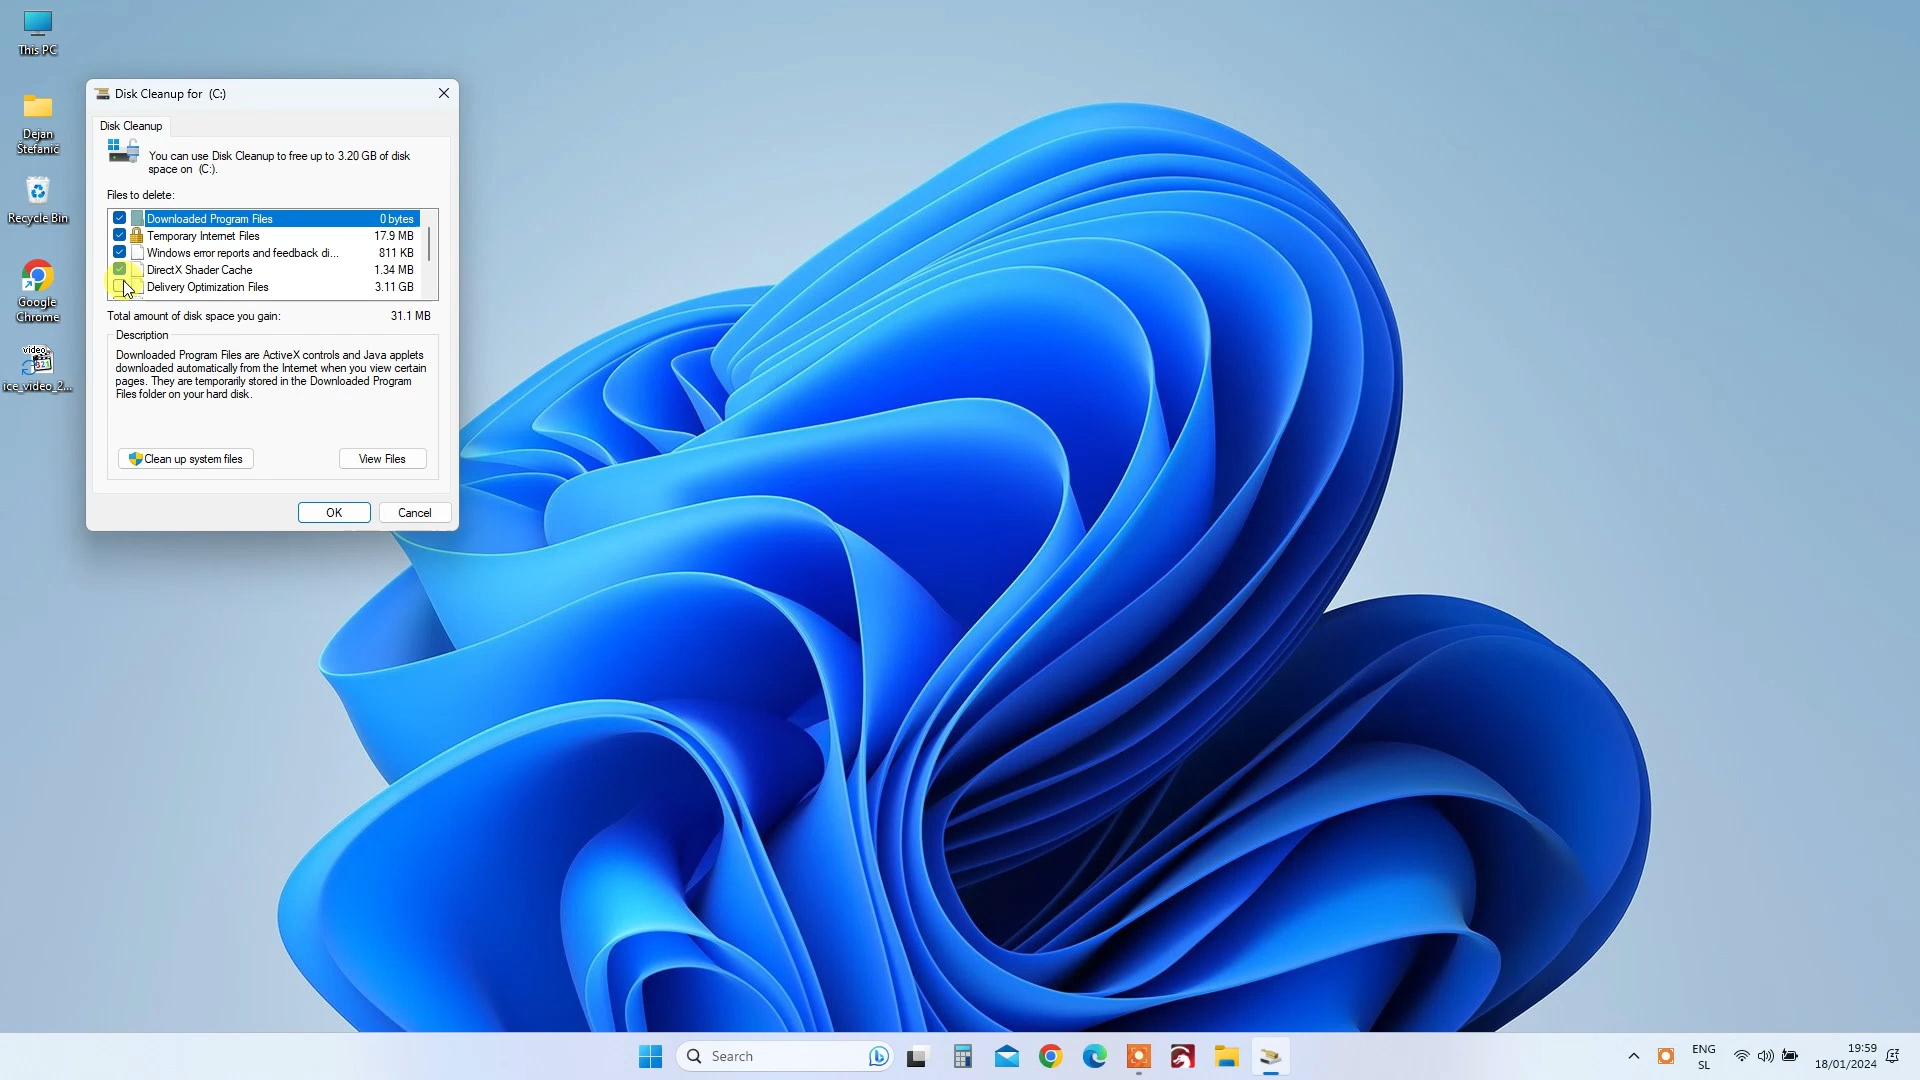 This PC
Dejan
Štefanić
Recycle Bin
Google
Chrome
video
321
ice_video_2...
Disk Cleanup for (C:)
Disk Cleanup
You can use Disk Cleanup to free up to 3.20 GB of disk
space on (C:).
Files to delete:
Downloaded Program Files 0 bytes
Temporary Internet Files 17.9 MB
Windows error reports and feedback di... 811 KB
DirectX Shader Cache 1.34 MB
Delivery Optimization Files 3.11 GB
Total amount of disk space you gain: 31.1 MB
Description
Downloaded Program Files are ActiveX controls and Java applets
downloaded automatically from the Internet when you view certain
pages. They are temporarily stored in the Downloaded Program
Files folder on your hard disk.
Clean up system files
View Files
OK
Cancel
Search
ENG
SL
19:59
18/01/2024